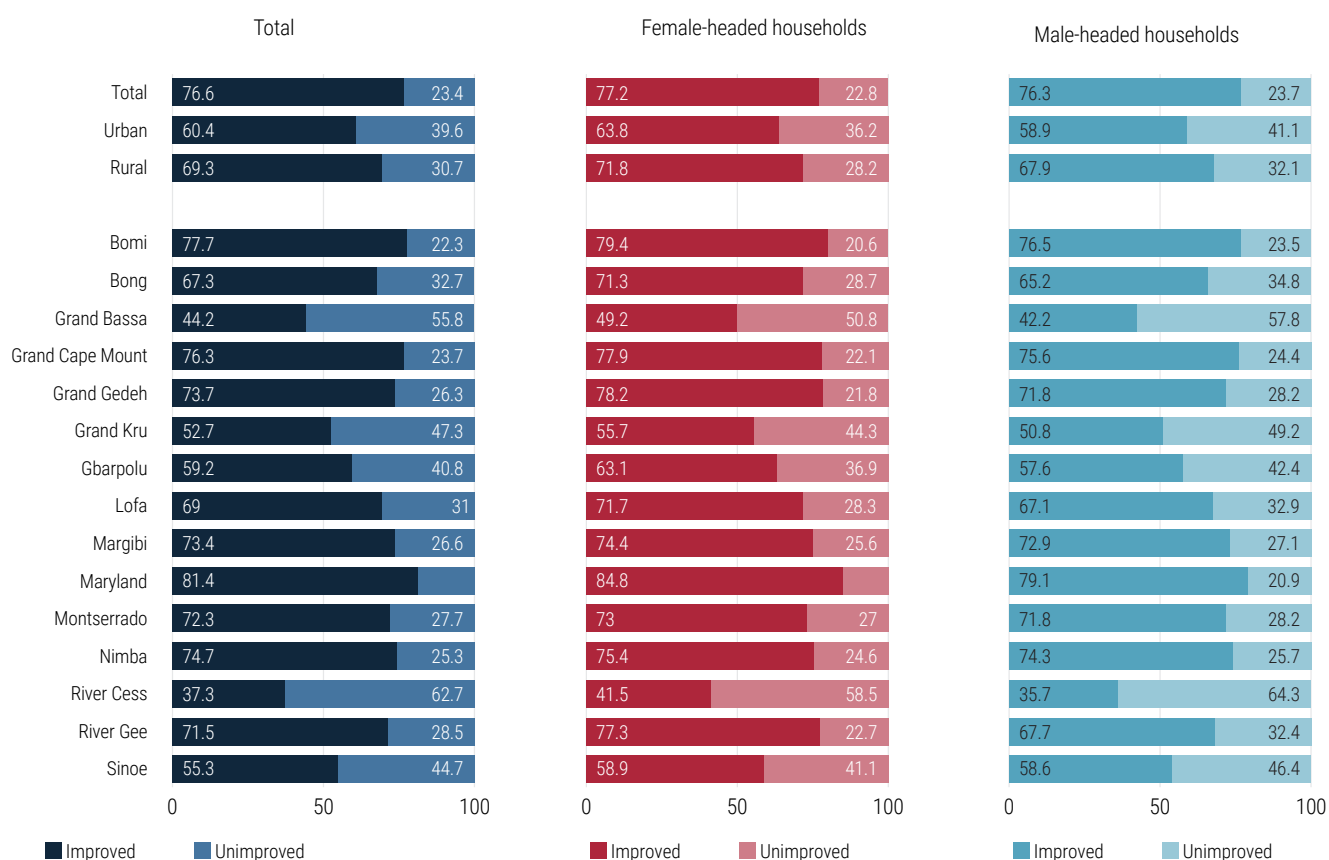 Total Female-headed households Male-headed households
Total 76.6 23.4 77.2 22.8 76.3 23.7
Urban 60.4 39.6 63.8 36.2 58.9 41.1
Rural 69.3 30.7 71.8 28.2 67.9 32.1
Bomi 77.7 22.3 79.4 20.6 76.5 23.5
Bong 67.3 32.7 71.3 28.7 65.2 34.8
Grand Bassa 44.2 55.8 49.2 50.8 42.2 57.8
Grand Cape Mount 76.3 23.7 77.9 22.1 75.6 24.4
Grand Gedeh 73.7 26.3 78.2 21.8 71.8 28.2
Grand Kru 52.7 47.3 55.7 44.3 50.8 49.2
Gbarpolu 59.2 40.8 63.1 36.9 57.6 42.4
Lofa 69 31 71.7 28.3 67.1 32.9
Margibi 73.4 26.6 74.4 25.6 72.9 27.1
Maryland 81.4 84.8 79.1 20.9
Montserrado 72.3 27.7 73 27 71.8 28.2
Nimba 74.7 25.3 75.4 24.6 74.3 25.7
River Cess 37.3 62.7 41.5 58.5 35.7 64.3
River Gee 71.5 28.5 77.3 22.7 67.7 32.4
Sinoe 55.3 44.7 58.9 41.1 58.6 46.4
0 50 100 0 50 100 0 50 100
Improved Unimproved Improved Unimproved Improved Unimproved